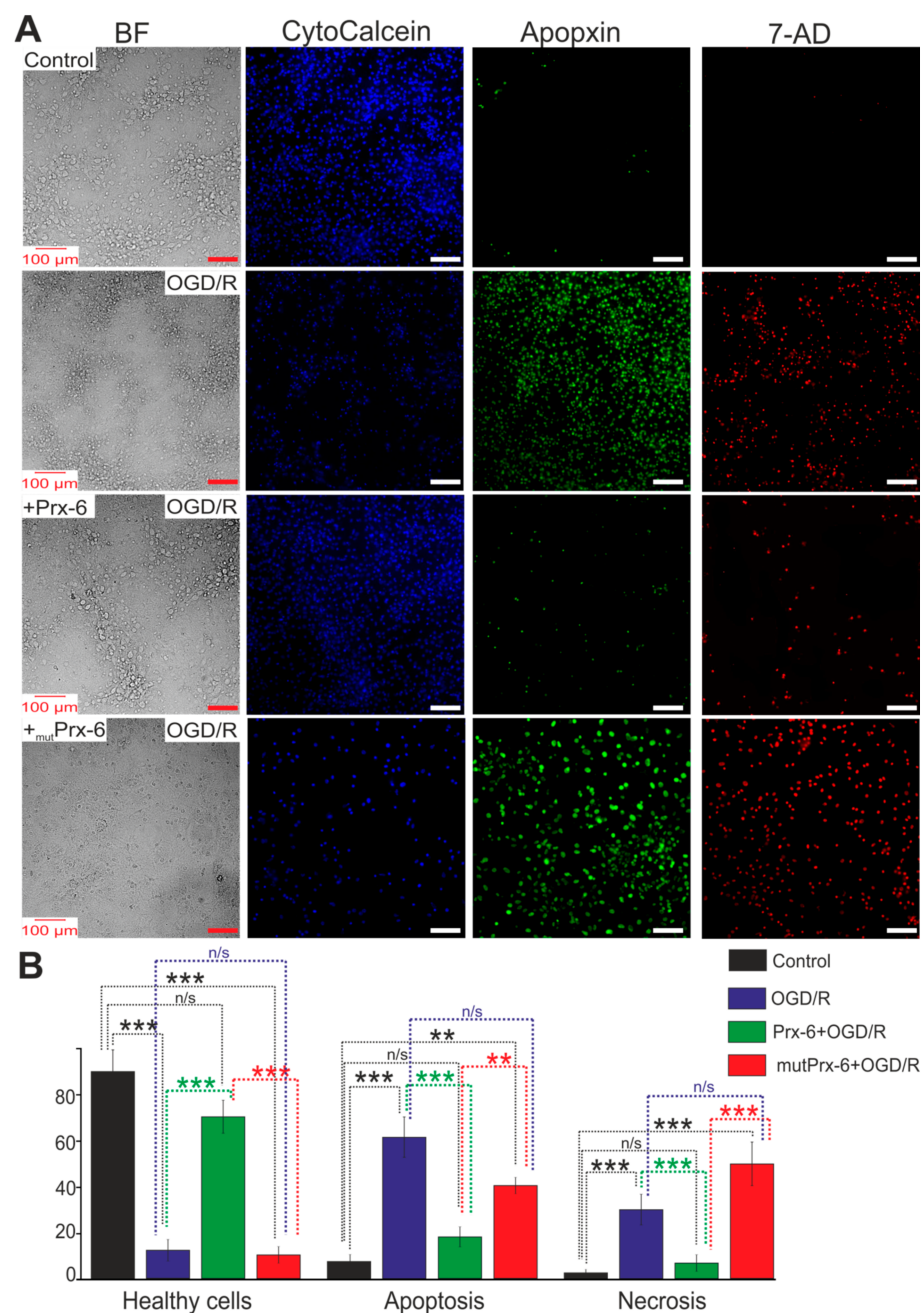 A
BF
CytoCalcein
Apopxin
7-AD
Control
100 µm
OGD/R
100 µm
+Prx-6
OGD/R
100 µm
+mutPrx-6
OGD/R
100 µm
B
n/s
***
n/s
***
***
***
n/s
**
n/s
***
***
**
n/s
***
n/s
***
***
***
Control
OGD/R
Prx-6+OGD/R
mutPrx-6+OGD/R
80
60
40
20
0
Healthy cells
Apoptosis
Necrosis